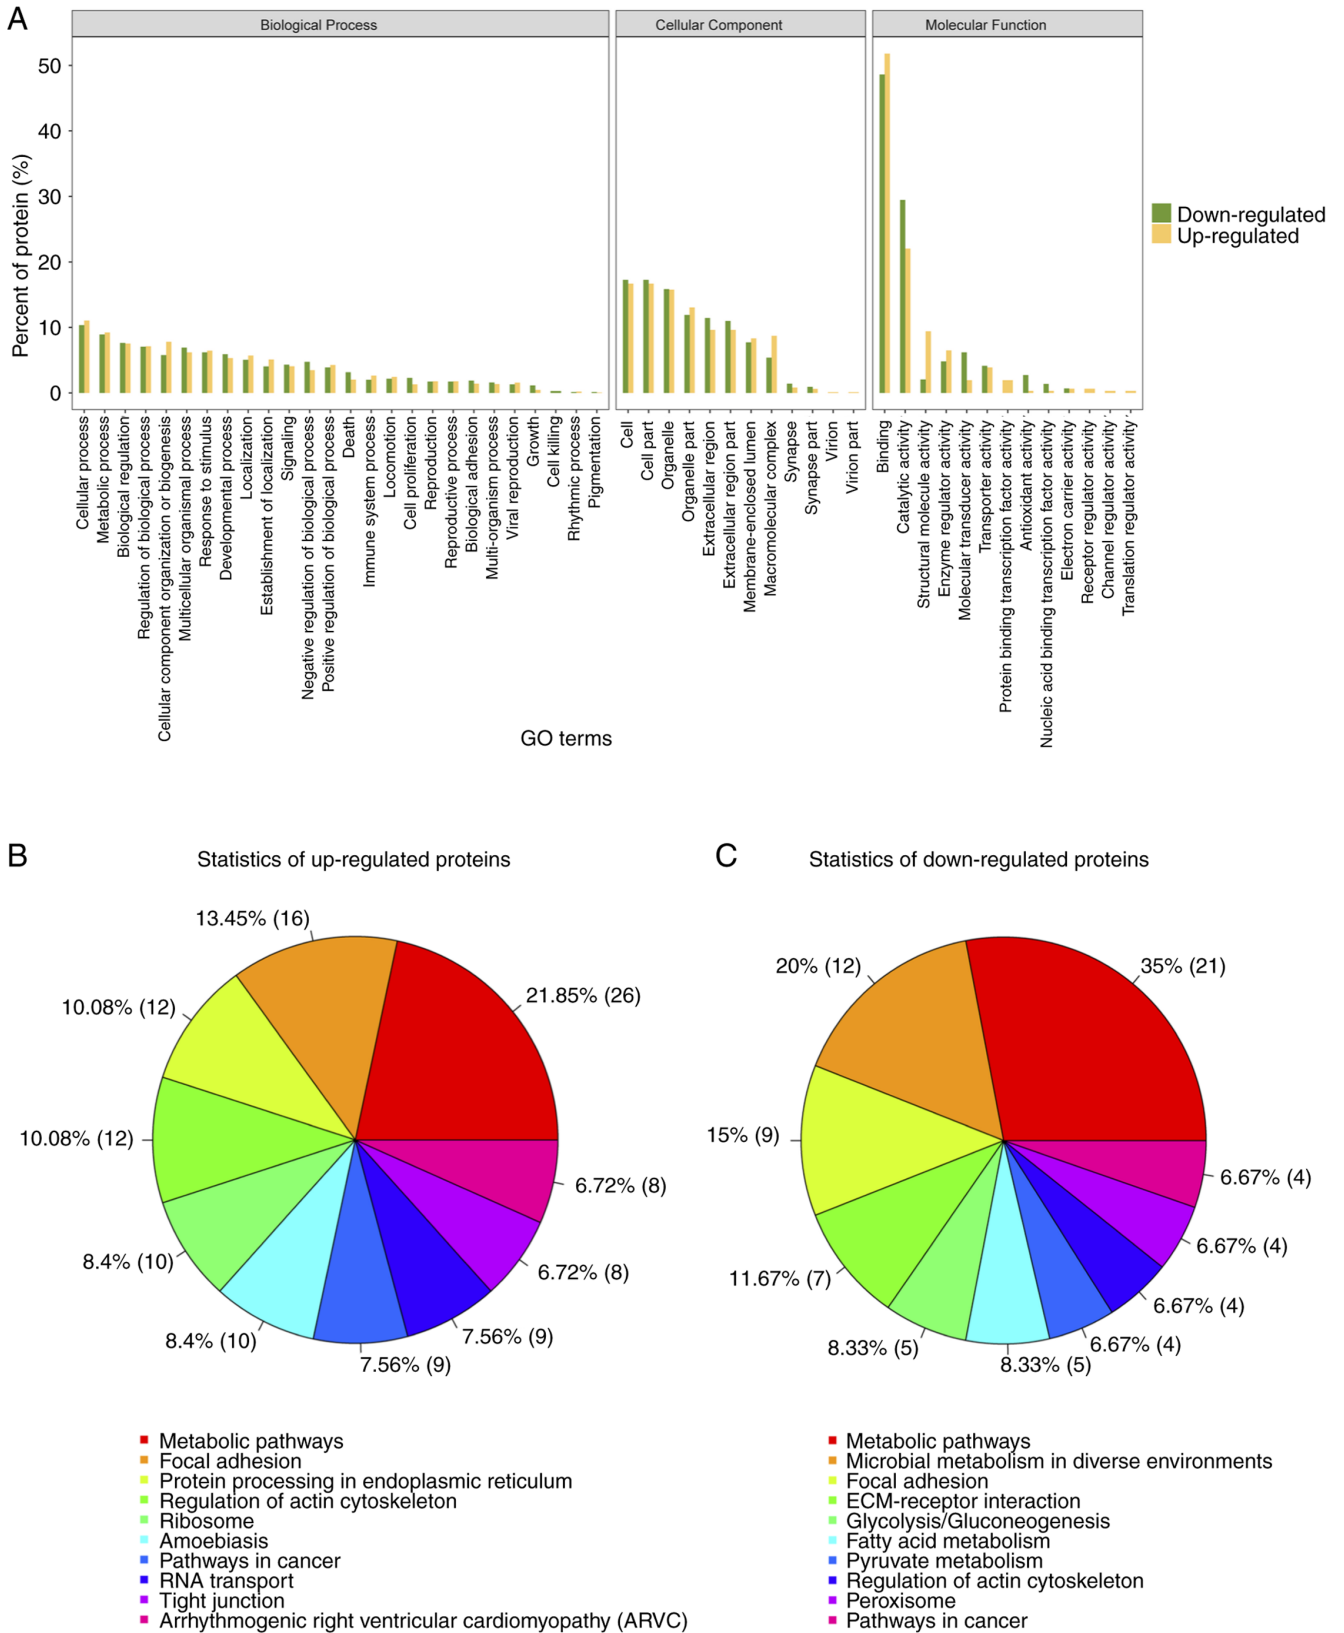 A
Biological Process
Cellular Component
Molecular Function
Percent of protein (%)
50
40
30
20
10
0
Down-regulated
Up-regulated
Cellular process
Metabolic process
Biological regulation
Regulation of biological process
Cellular component organization or biogenesis
Multicellular organismal process
Response to stimulus
Developmental process
Localization
Establishment of localization
Signaling
Negative regulation of biological process
Positive regulation of biological process
Death
Immune system process
Locomotion
Cell proliferation
Reproduction
Reproductive process
Biological adhesion
Multi-organism process
Viral reproduction
Growth
Cell killing
Rhythmic process
Pigmentation
Cell
Cell part
Organelle
Organelle part
Extracellular region
Extracellular region part
Membrane-enclosed lumen
Macromolecular complex
Synapse
Synapse part
Virion
Virion part
Binding
Catalytic activity
Structural molecule activity
Enzyme regulator activity
Molecular transducer activity
Transporter activity
Protein binding transcription factor activity
Antioxidant activity
Nucleic acid binding transcription factor activity
Electron carrier activity
Receptor regulator activity
Channel regulator activity
Translation regulator activity
GO terms
B
Statistics of up-regulated proteins
13.45% (16)
21.85% (26)
10.08% (12)
10.08% (12)
6.72% (8)
8.4% (10)
6.72% (8)
8.4% (10)
7.56% (9)
7.56% (9)
Metabolic pathways
Focal adhesion
Protein processing in endoplasmic reticulum
Regulation of actin cytoskeleton
Ribosome
Amoebiasis
Pathways in cancer
RNA transport
Tight junction
Arrhythmogenic right ventricular cardiomyopathy (ARVC)
C
Statistics of down-regulated proteins
20% (12)
35% (21)
15% (9)
6.67% (4)
6.67% (4)
11.67% (7)
6.67% (4)
8.33% (5)
6.67% (4)
8.33% (5)
Metabolic pathways
Microbial metabolism in diverse environments
Focal adhesion
ECM-receptor interaction
Glycolysis/Gluconeogenesis
Fatty acid metabolism
Pyruvate metabolism
Regulation of actin cytoskeleton
Peroxisome
Pathways in cancer